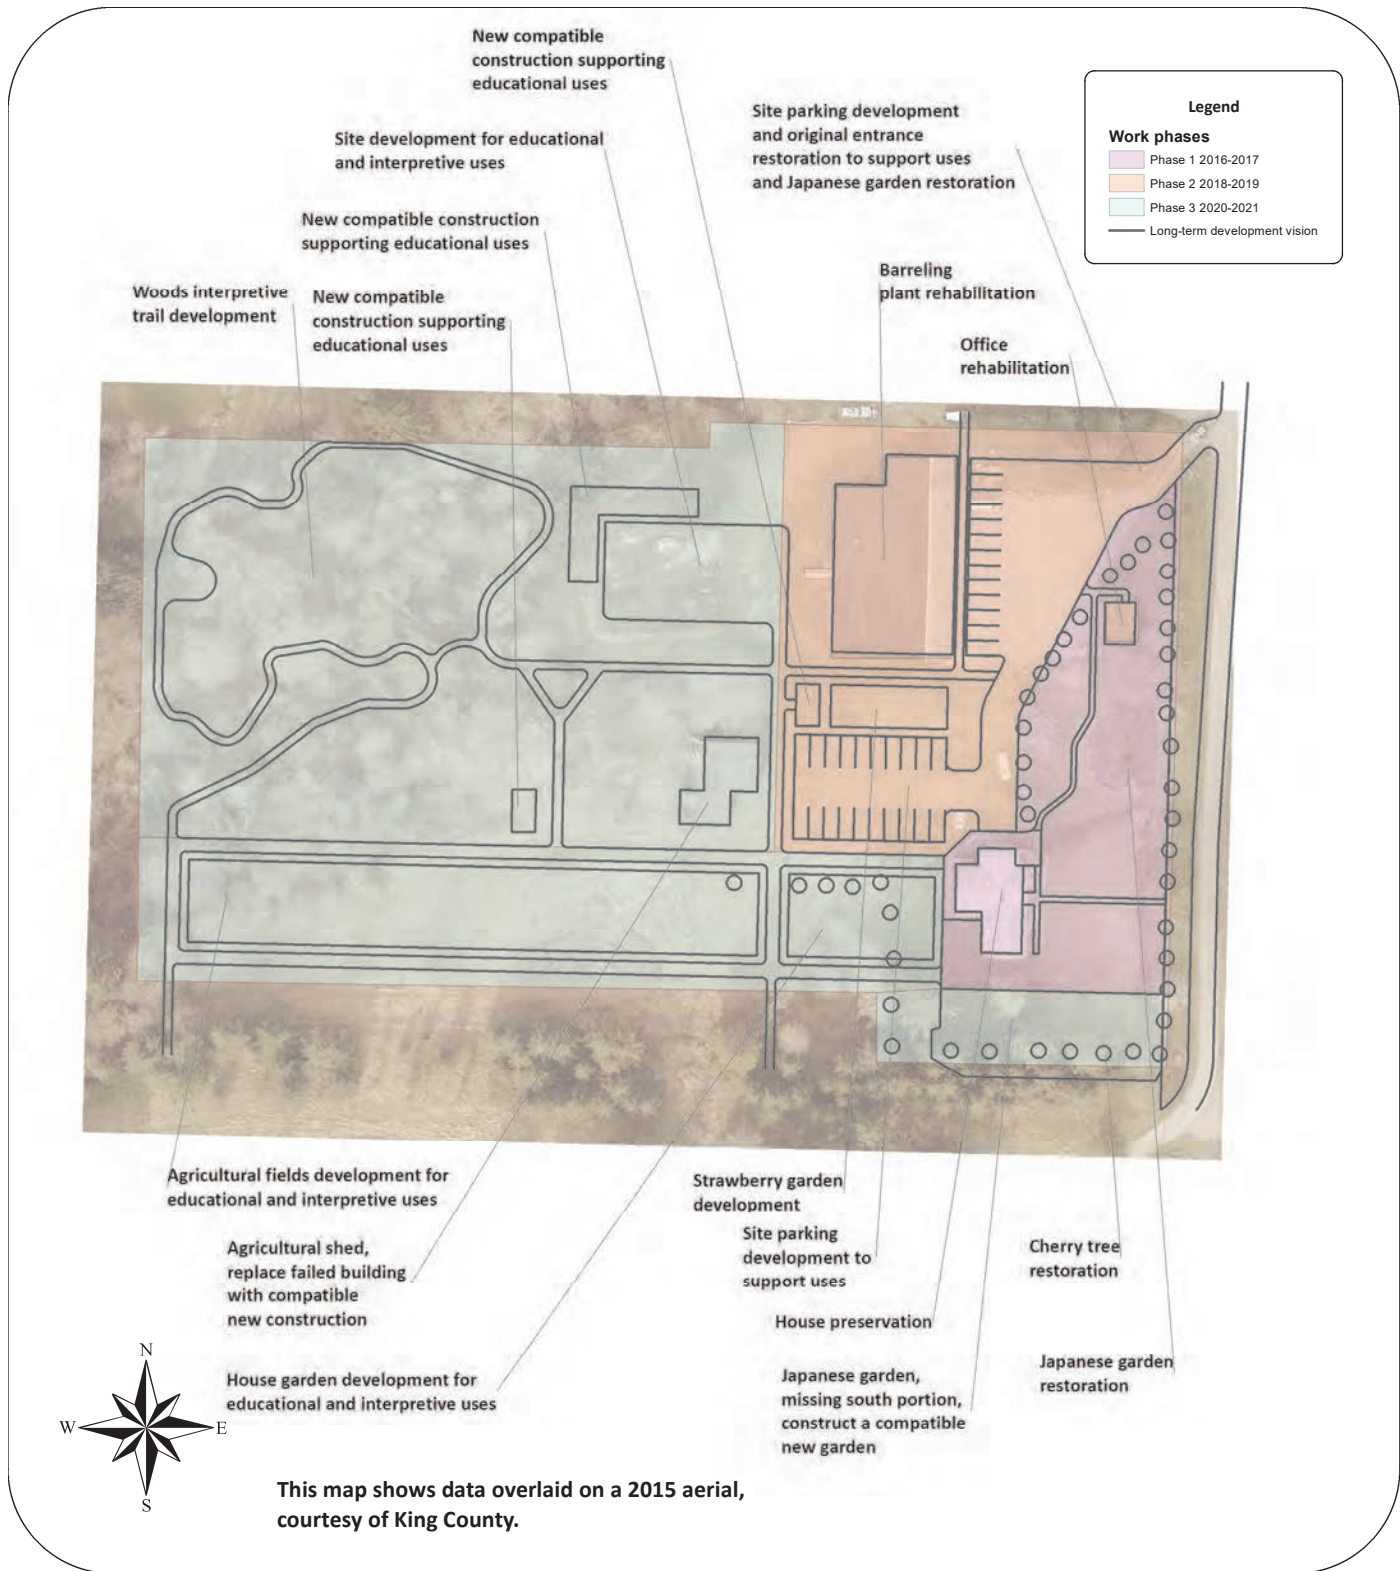 New compatible
construction supporting
educational uses
Site development for educational
and interpretive uses
New compatible construction
supporting educational uses
Woods interpretive
trail development
New compatible
construction supporting
educational uses
Site parking development
and original entrance
restoration to support uses
and Japanese garden restoration
Barreling
plant rehabilitation
Office
rehabilitation
Legend
Work phases
Phase 1 2016-2017
Phase 2 2018-2019
Phase 3 2020-2021
Long-term development vision
Agricultural fields development for
educational and interpretive uses
Agricultural shed,
replace failed building
with compatible
new construction
House garden development for
educational and interpretive uses
Strawberry garden
development
Site parking
development to
support uses
House preservation
Japanese garden,
missing south portion,
construct a compatible
new garden
Cherry tree
restoration
Japanese garden
restoration
N
W
E
S
This map shows data overlaid on a 2015 aerial,
courtesy of King County.